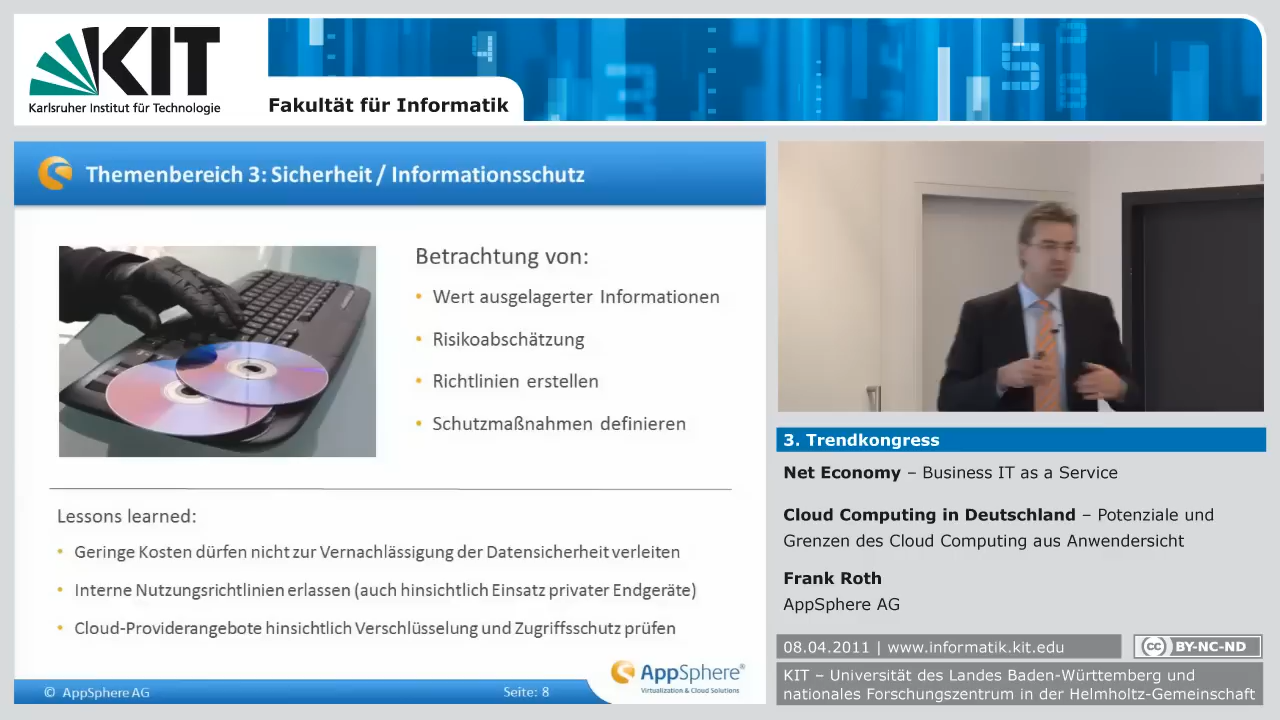 KIT
Karlsruher Institut für Technologie
Fakultät für Informatik
Themenbereich 3: Sicherheit / Informationsschutz
Betrachtung von:
• Wert ausgelagerter Informationen
• Risikoabschätzung
• Richtlinien erstellen
• Schutzmaßnahmen definieren
Lessons learned:
• Geringe Kosten dürfen nicht zur Vernachlässigung der Datensicherheit verleiten
• Interne Nutzungsrichtlinien erlassen (auch hinsichtlich Einsatz privater Endgeräte)
• Cloud-Providerangebote hinsichtlich Verschlüsselung und Zugriffsschutz prüfen
AppSphere®
Virtualization & Cloud Solutions
© AppSphere AG
Seite: 8
3. Trendkongress
Net Economy – Business IT as a Service
Cloud Computing in Deutschland – Potenziale und
Grenzen des Cloud Computing aus Anwendersicht
Frank Roth
AppSphere AG
08.04.2011 | www.informatik.kit.edu
cc BY-NC-ND
KIT – Universität des Landes Baden-Württemberg und
nationales Forschungszentrum in der Helmholtz-Gemeinschaft